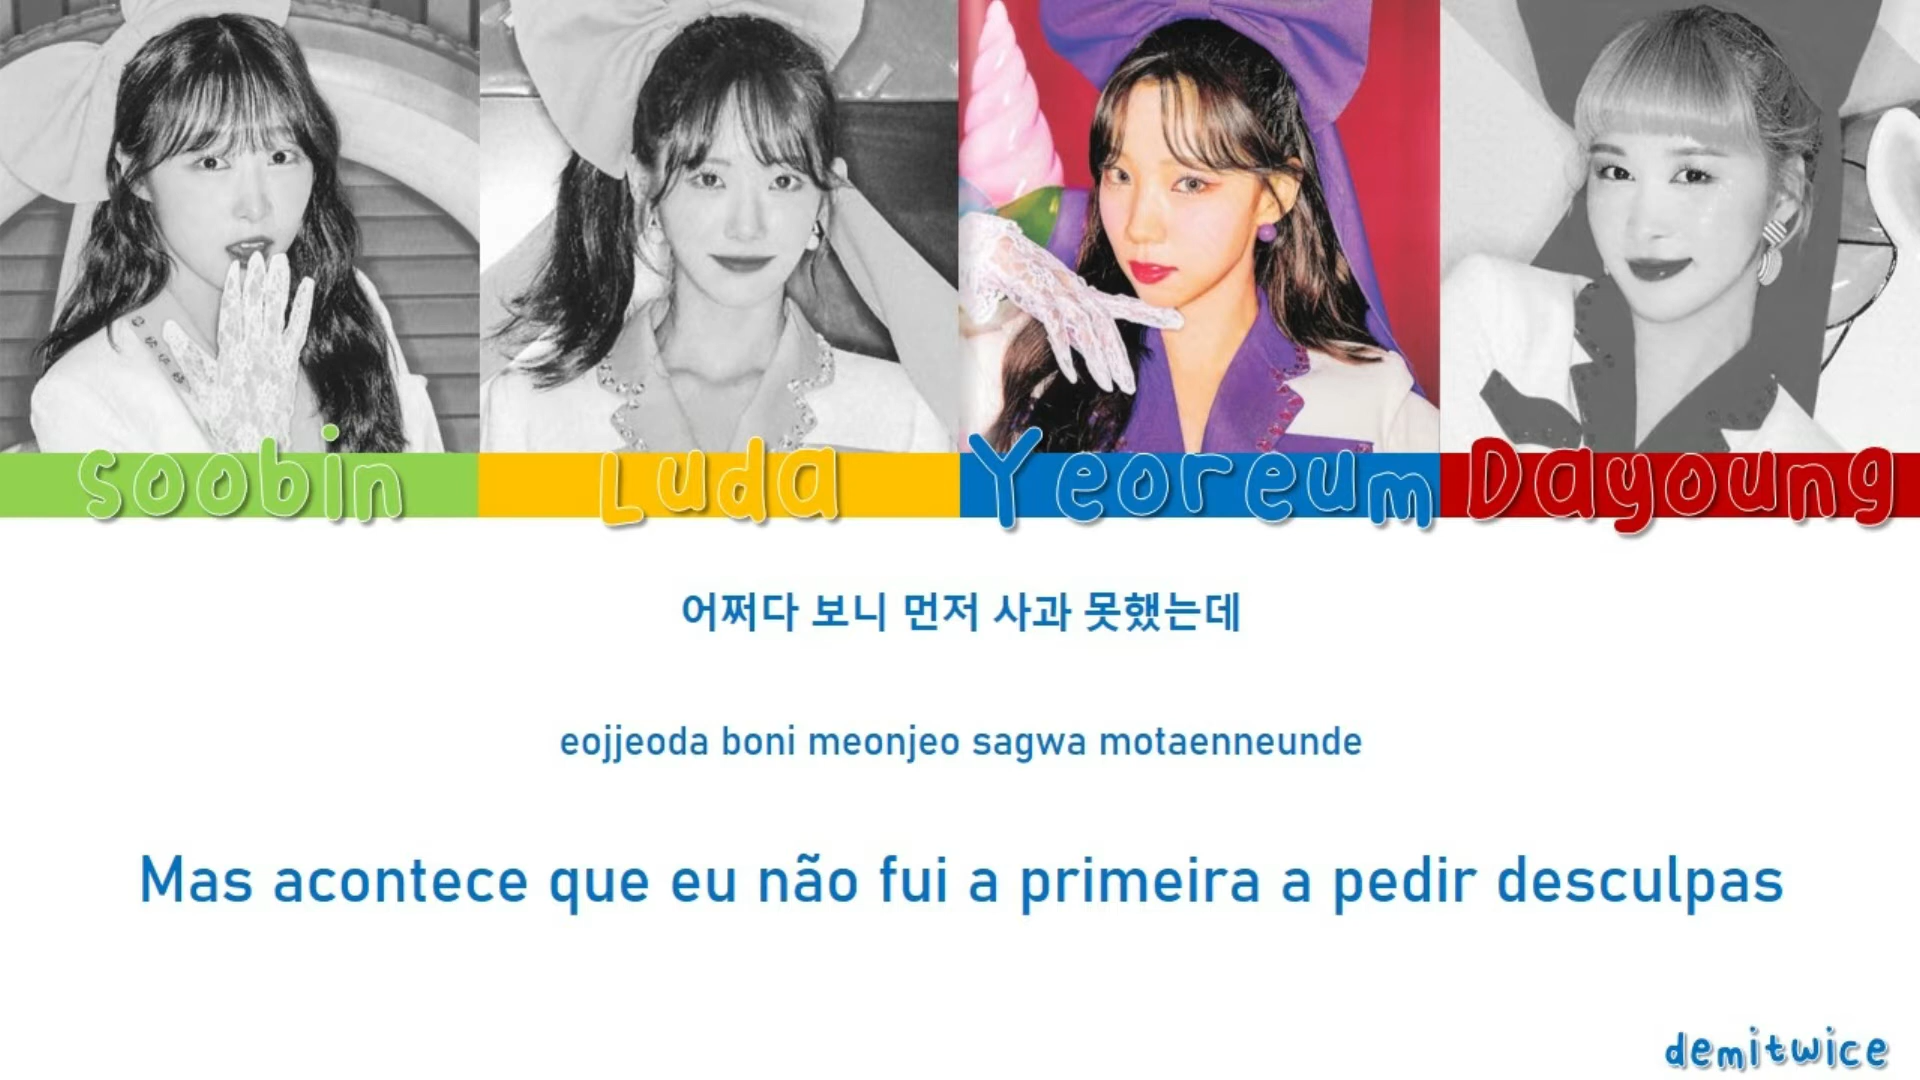 Soobin Luda Yeoreum Dayoung
어쩌다 보니 먼저 사과 못했는데
eojjeoda boni meonjeo sagwa motaenneunde
Mas acontece que eu não fui a primeira a pedir desculpas
demitwice